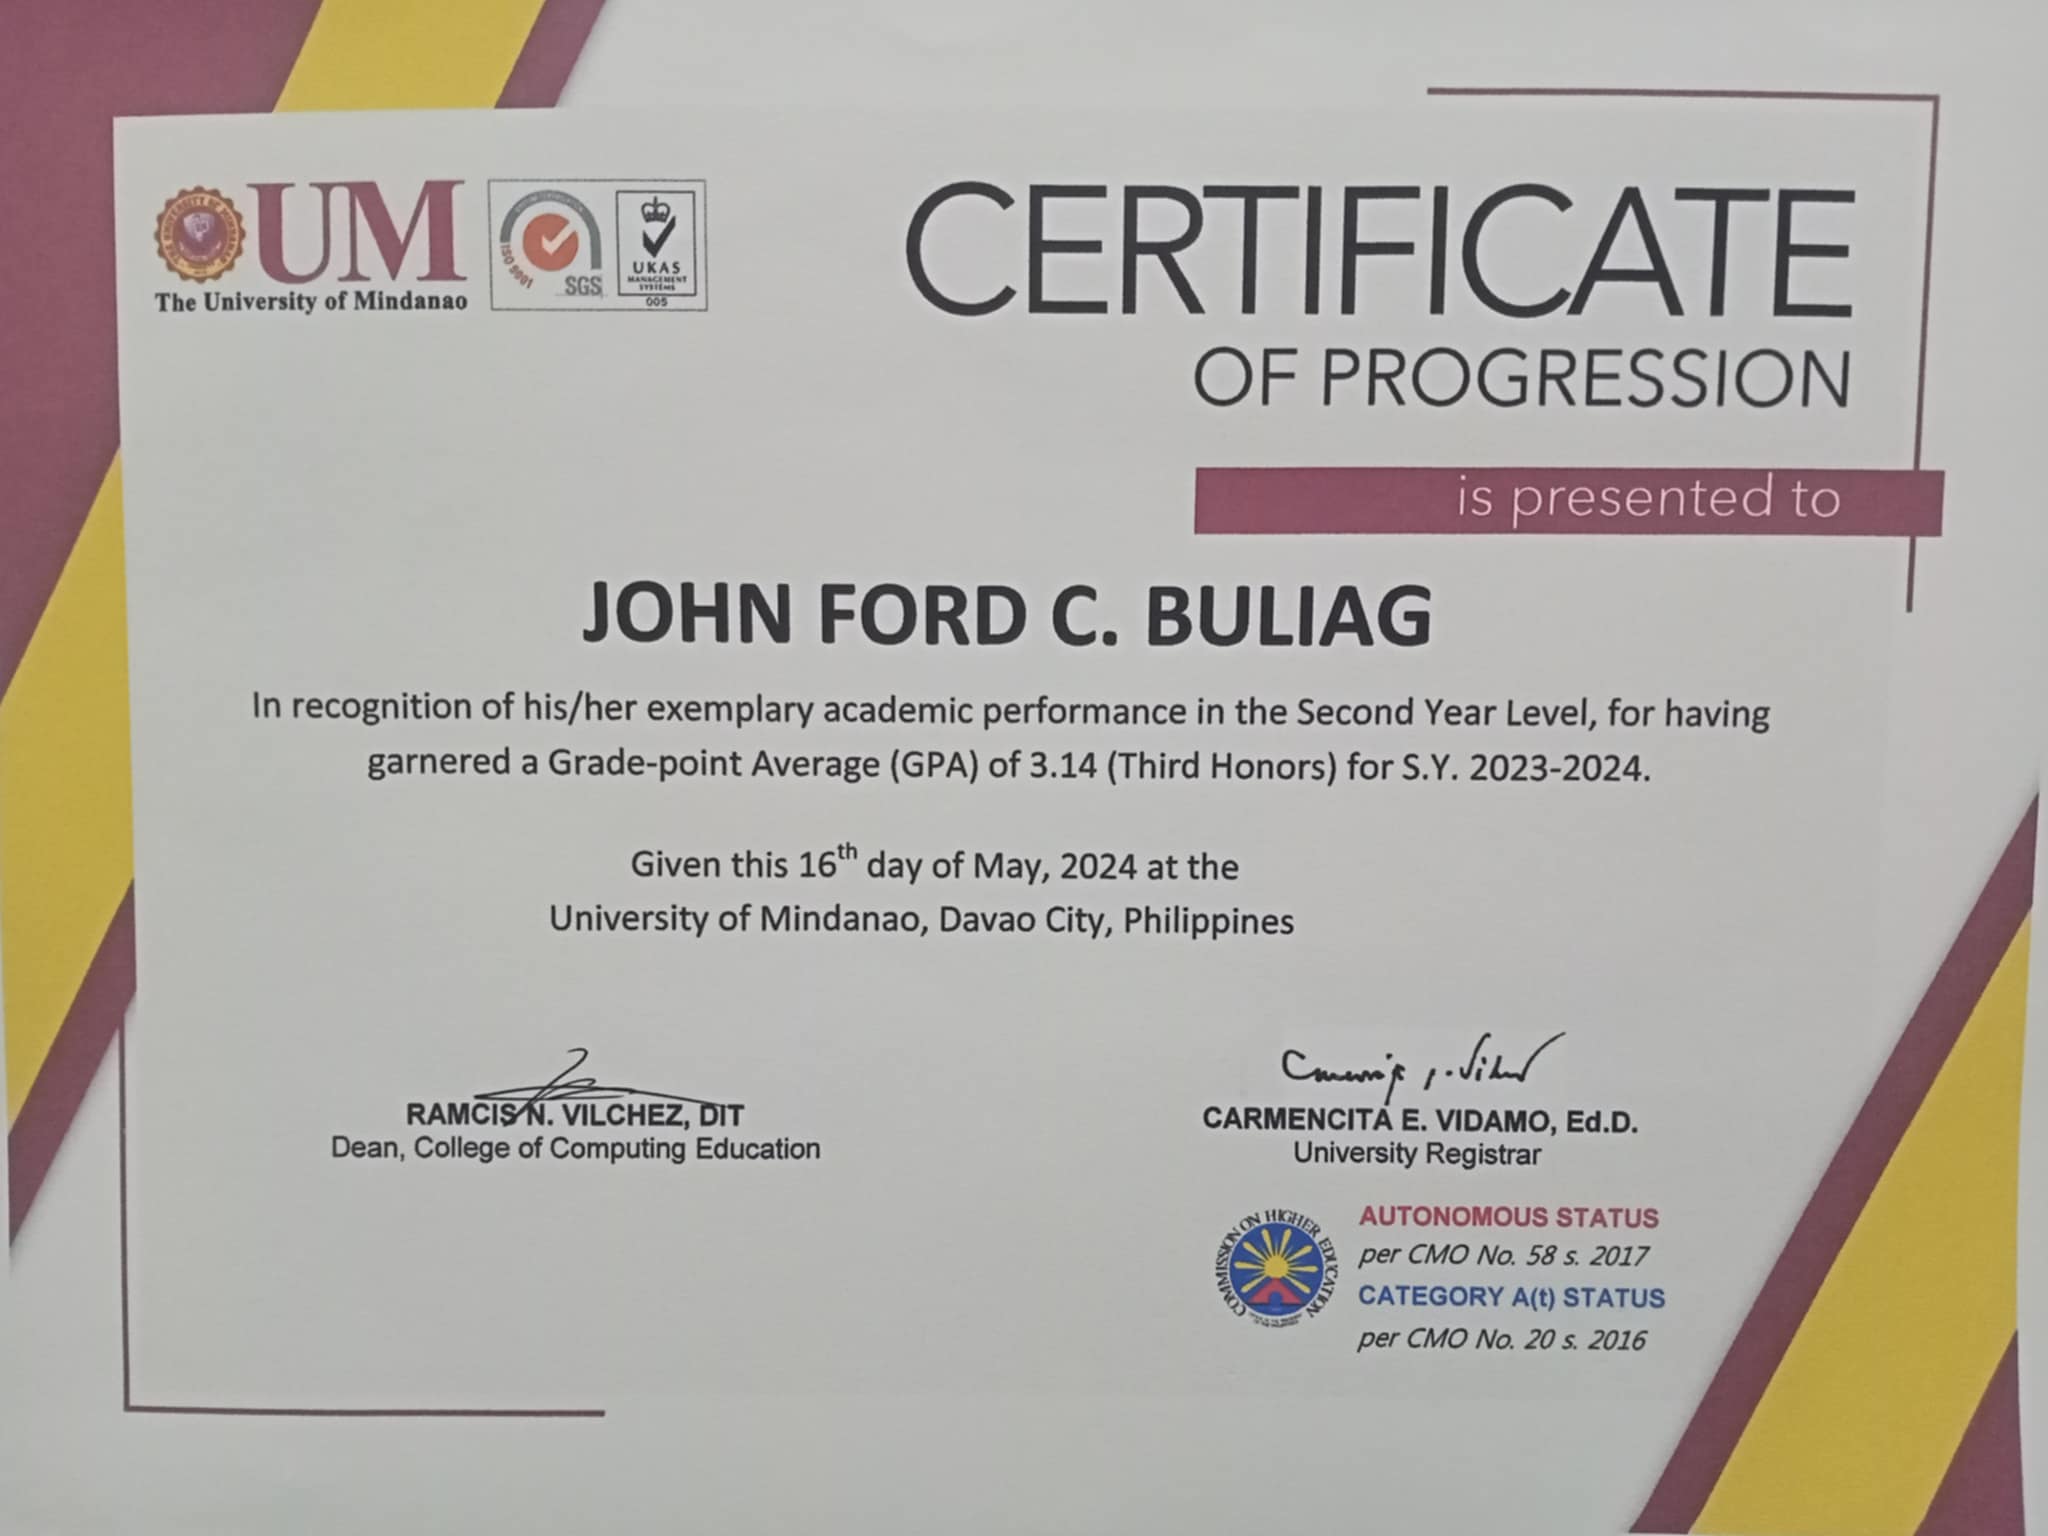 UM
The University of Mindanao
ISO 9001
SGS
UKAS
MANAGEMENT
SYSTEMS
005
CERTIFICATE
OF PROGRESSION
is presented to
JOHN FORD C. BULIAG
In recognition of his/her exemplary academic performance in the Second Year Level, for having
garnered a Grade-point Average (GPA) of 3.14 (Third Honors) for S.Y. 2023-2024.
Given this 16th day of May, 2024 at the
University of Mindanao, Davao City, Philippines
RAMCIS N. VILCHEZ, DIT
Dean, College of Computing Education
CARMENCITA E. VIDAMO, Ed.D.
University Registrar
COMMISSION ON HIGHER EDUCATION
AUTONOMOUS STATUS
per CMO No. 58 s. 2017
CATEGORY A(t) STATUS
per CMO No. 20 s. 2016